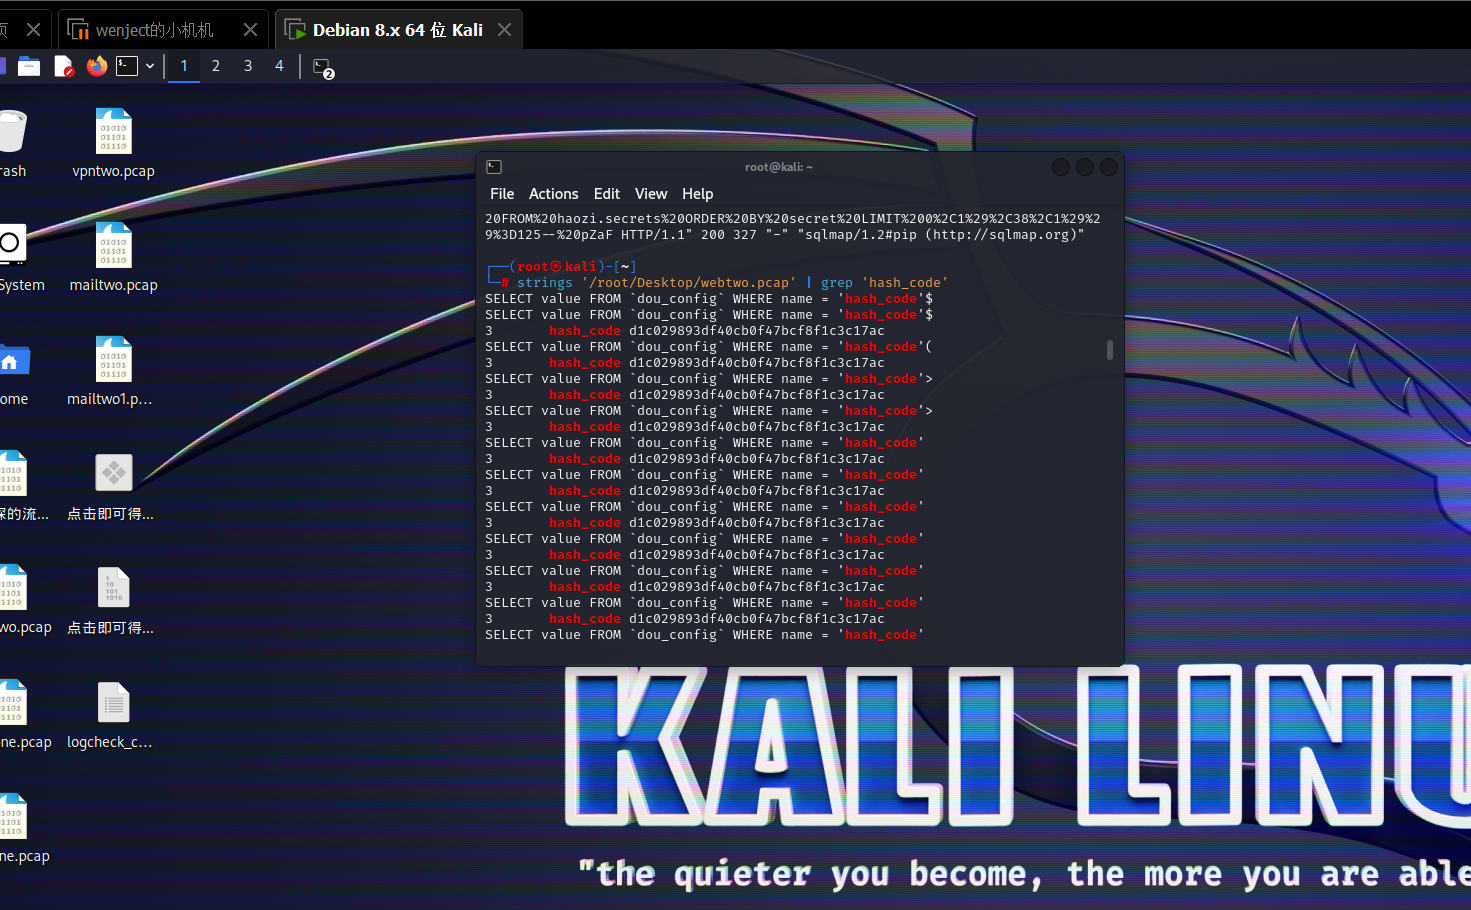 页
wenject的小机机
Debian 8.x 64 位 Kali
1 2 3 4
2
rash
vpntwo.pcap
System
mailtwo.pcap
ome
mailtwo1.p...
深的流...
点击即可得...
wo.pcap
点击即可得...
ne.pcap
logcheck_c...
ne.pcap
root@kali: ~
File Actions Edit View Help
20FROM%20haozi.secrets%20ORDER%20BY%20secret%20LIMIT%200%2C1%29%2C38%2C1%29%2
9%3D125--%20pZaF HTTP/1.1" 200 327 "-" "sqlmap/1.2#pip (http://sqlmap.org)"
┌──(root㉿kali)-[~]
└─# strings '/root/Desktop/webtwo.pcap' | grep 'hash_code'
SELECT value FROM `dou_config` WHERE name = 'hash_code'$
SELECT value FROM `dou_config` WHERE name = 'hash_code'$
3 hash_code d1c029893df40cb0f47bcf8f1c3c17ac
SELECT value FROM `dou_config` WHERE name = 'hash_code'(
3 hash_code d1c029893df40cb0f47bcf8f1c3c17ac
SELECT value FROM `dou_config` WHERE name = 'hash_code'>
3 hash_code d1c029893df40cb0f47bcf8f1c3c17ac
SELECT value FROM `dou_config` WHERE name = 'hash_code'>
3 hash_code d1c029893df40cb0f47bcf8f1c3c17ac
SELECT value FROM `dou_config` WHERE name = 'hash_code'
3 hash_code d1c029893df40cb0f47bcf8f1c3c17ac
SELECT value FROM `dou_config` WHERE name = 'hash_code'
3 hash_code d1c029893df40cb0f47bcf8f1c3c17ac
SELECT value FROM `dou_config` WHERE name = 'hash_code'
3 hash_code d1c029893df40cb0f47bcf8f1c3c17ac
SELECT value FROM `dou_config` WHERE name = 'hash_code'
3 hash_code d1c029893df40cb0f47bcf8f1c3c17ac
SELECT value FROM `dou_config` WHERE name = 'hash_code'
3 hash_code d1c029893df40cb0f47bcf8f1c3c17ac
SELECT value FROM `dou_config` WHERE name = 'hash_code'
3 hash_code d1c029893df40cb0f47bcf8f1c3c17ac
SELECT value FROM `dou_config` WHERE name = 'hash_code'
KALI LINU
"the quieter you become, the more you are able